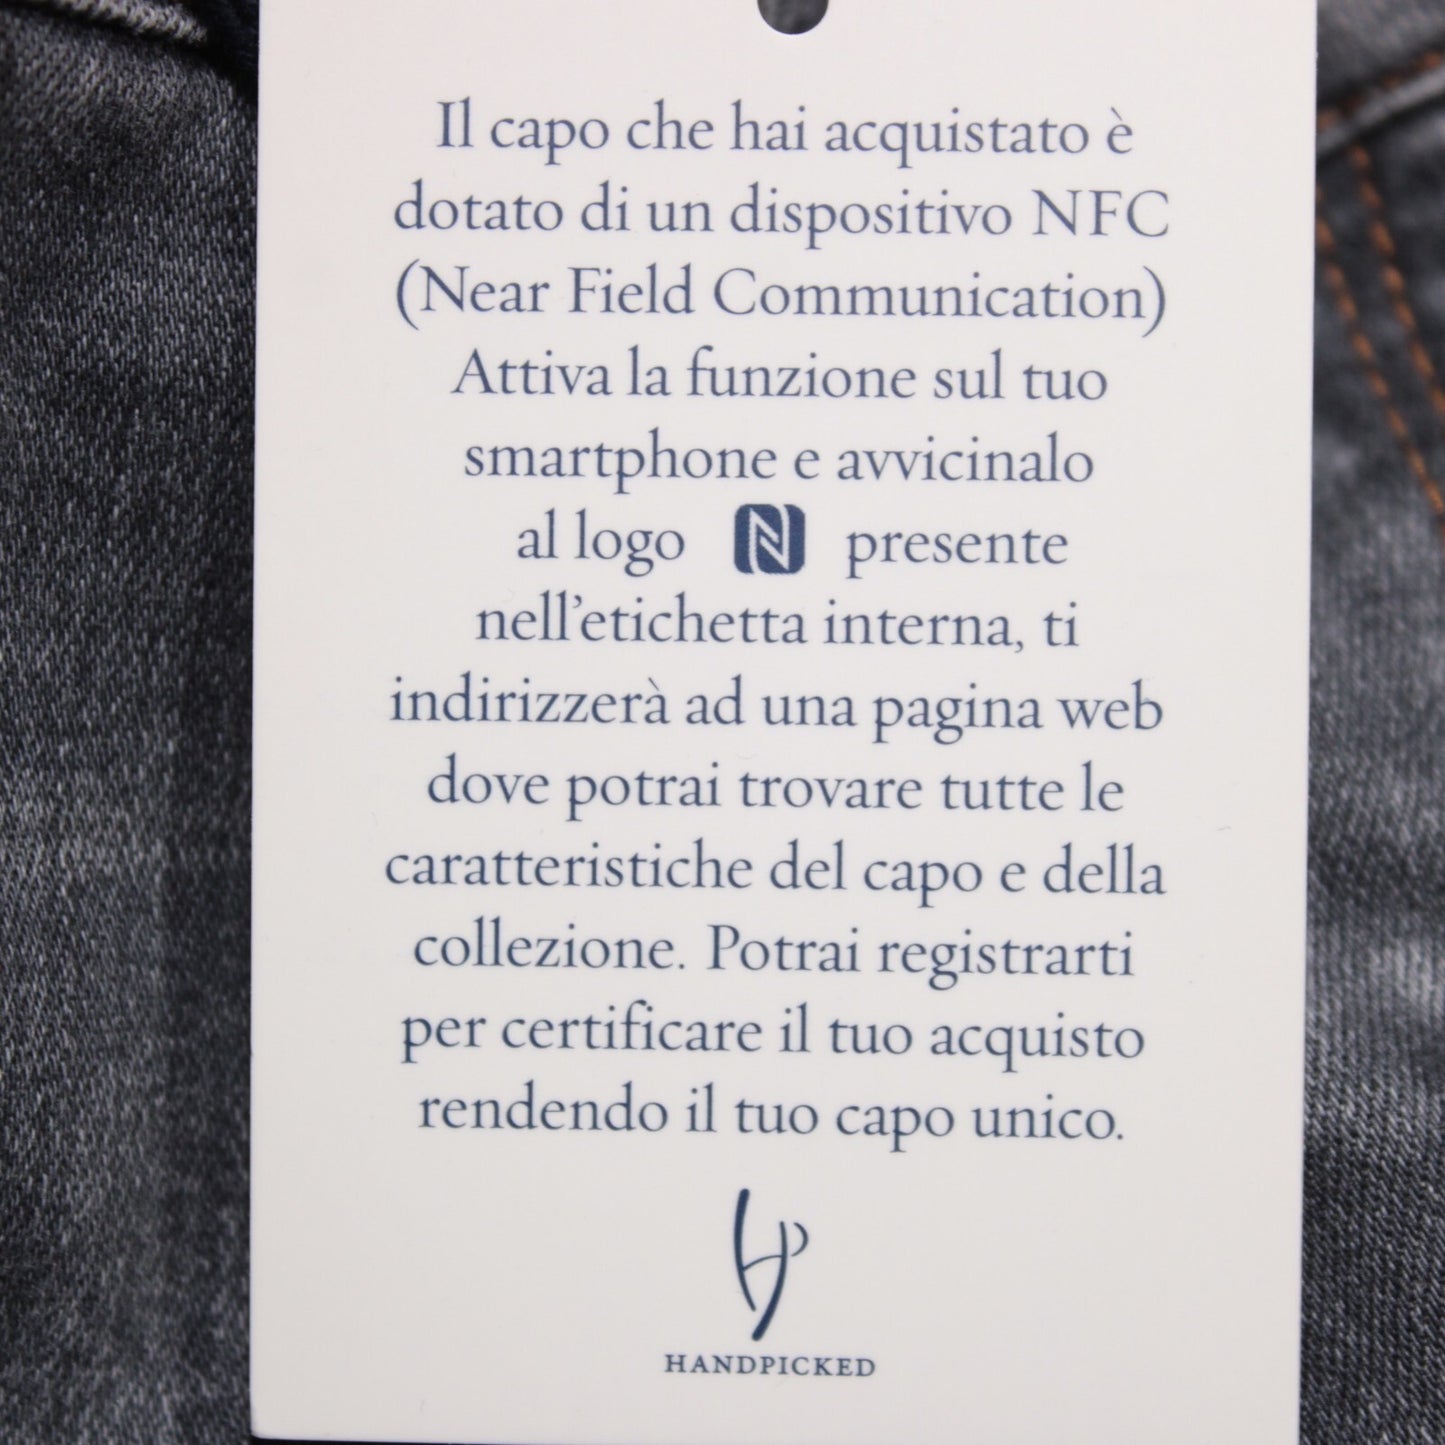 Il capo che hai acquistato è
dotato di un dispositivo NFC
(Near Field Communication)
Attiva la funzione sul tuo
smartphone e avvicinalo
al logo N presente
nell’etichetta interna, ti
indirizzerà ad una pagina web
dove potrai trovare tutte le
caratteristiche del capo e della
collezione. Potrai registrarti
per certificare il tuo acquisto
rendendo il tuo capo unico.
HP
HANDPICKED